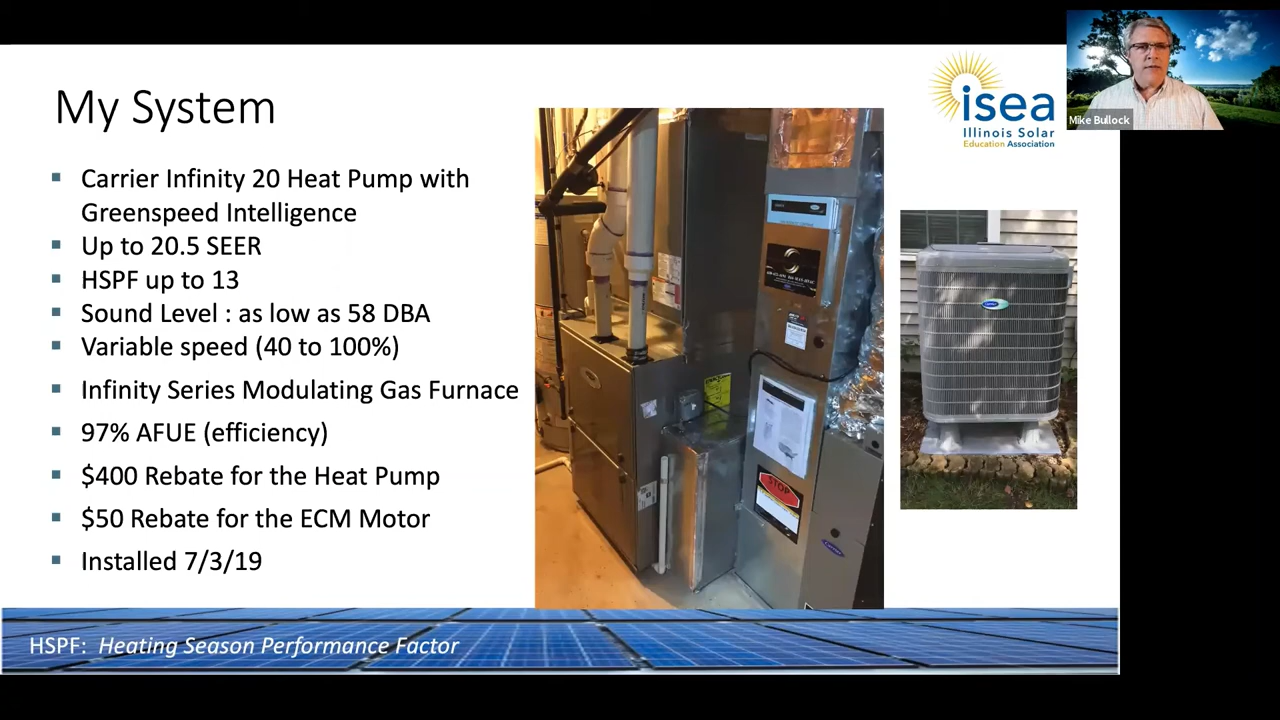 My System
▪ Carrier Infinity 20 Heat Pump with
Greenspeed Intelligence
▪ Up to 20.5 SEER
▪ HSPF up to 13
▪ Sound Level : as low as 58 DBA
▪ Variable speed (40 to 100%)
▪ Infinity Series Modulating Gas Furnace
▪ 97% AFUE (efficiency)
▪ $400 Rebate for the Heat Pump
▪ $50 Rebate for the ECM Motor
▪ Installed 7/3/19
HSPF: Heating Season Performance Factor
STOP
isea
Illinois Solar
Education Association
Mike Bullock